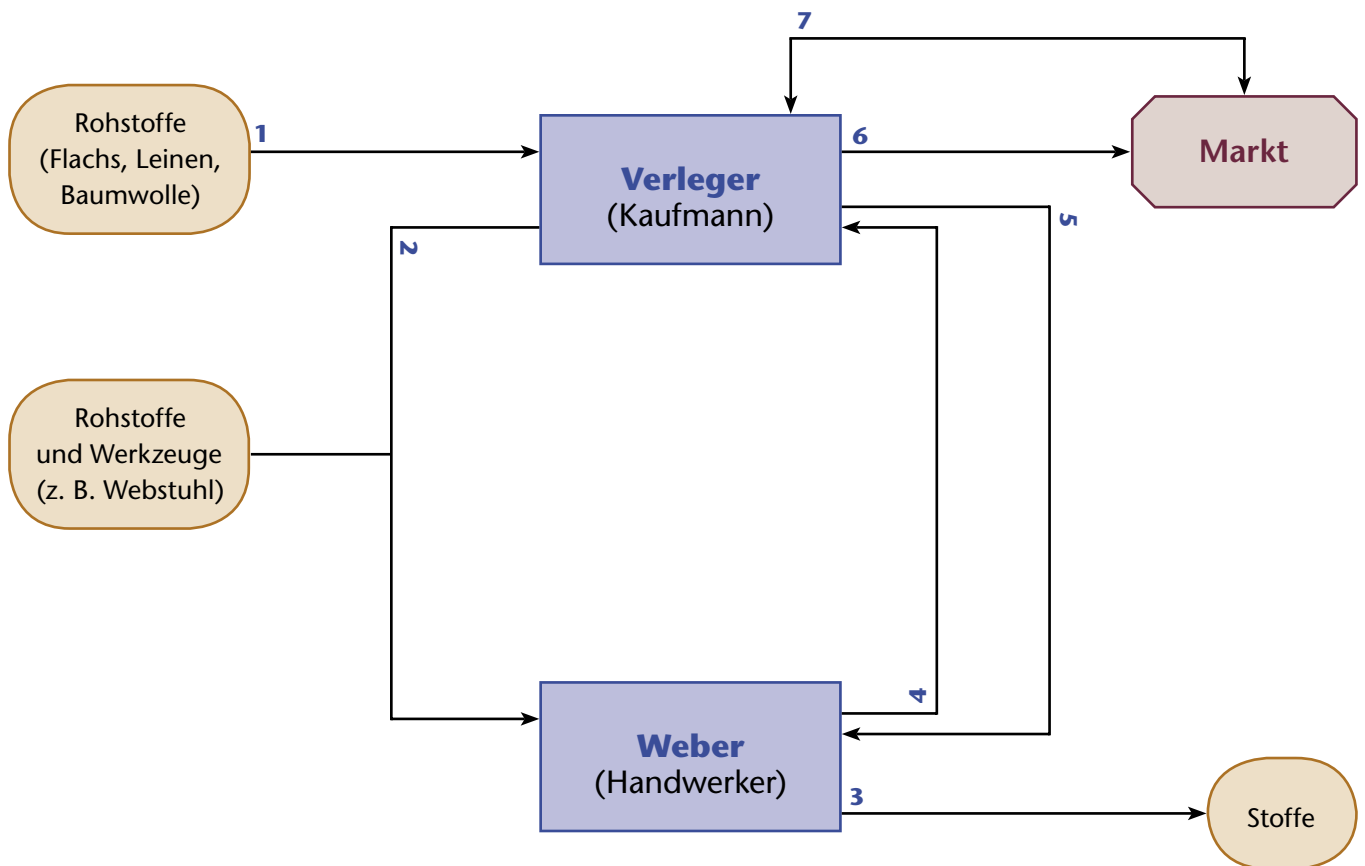 7
Rohstoffe
(Flachs, Leinen,
Baumwolle)
1
Verleger
(Kaufmann)
6
Markt
2
5
Rohstoffe
und Werkzeuge
(z. B. Webstuhl)
4
Weber
(Handwerker)
3
Stoffe